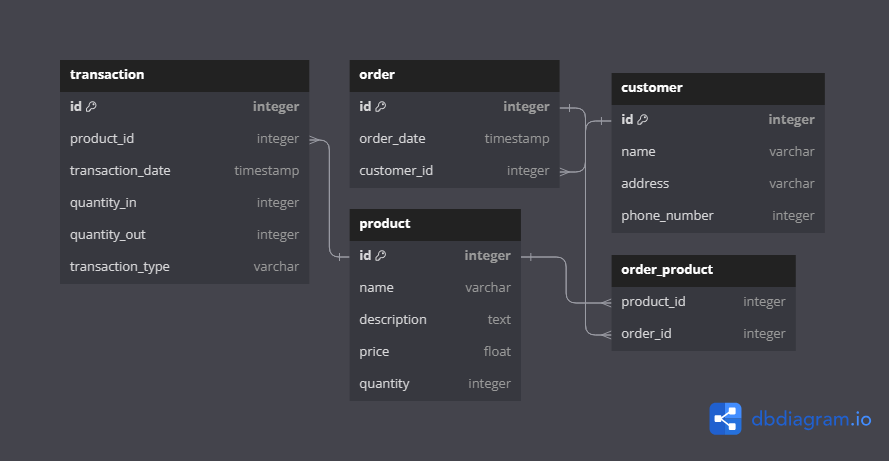 transaction
id integer
product_id integer
transaction_date timestamp
quantity_in integer
quantity_out integer
transaction_type varchar
order
id integer
order_date timestamp
customer_id integer
product
id integer
name varchar
description text
price float
quantity integer
customer
id integer
name varchar
address varchar
phone_number integer
order_product
product_id integer
order_id integer
dbdiagram.io